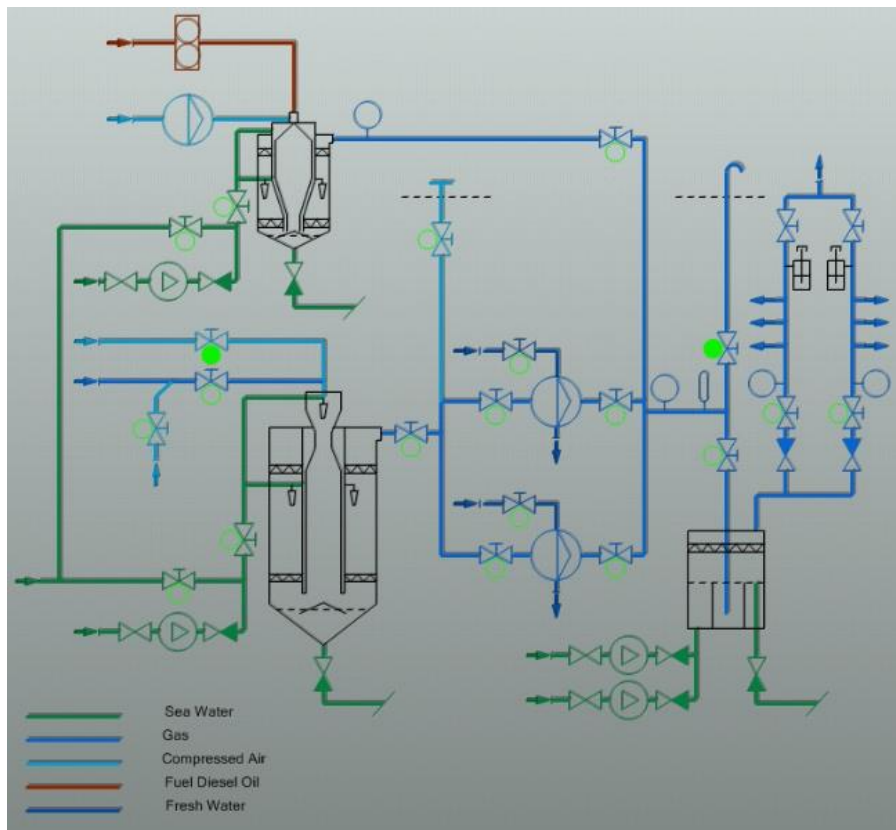 Sea Water
Gas
Compressed Air
Fuel Diesel Oil
Fresh Water